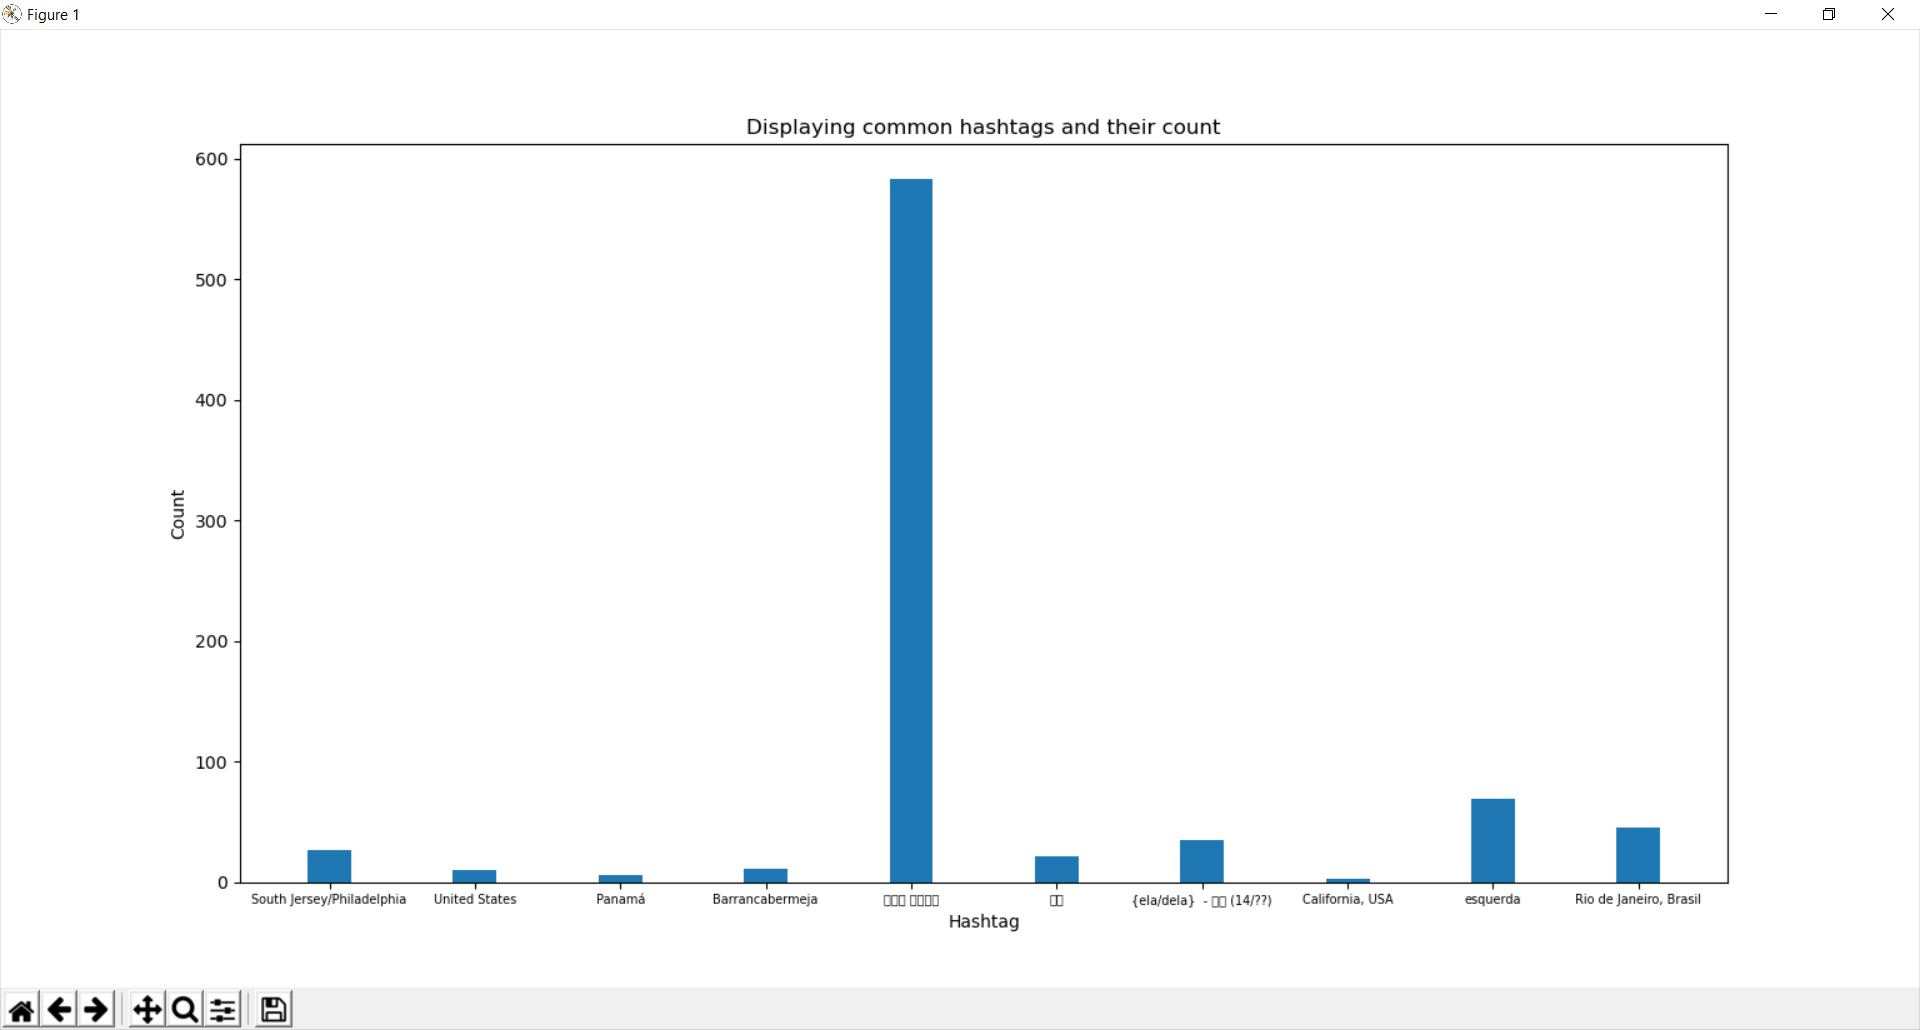 Figure 1
Displaying common hashtags and their count
600
500
400
300
200
100
0
Count
South Jersey/Philadelphia
United States
Panamá
Barrancabermeja
{ela/dela} - (14/??)
California, USA
esquerda
Rio de Janeiro, Brasil
Hashtag